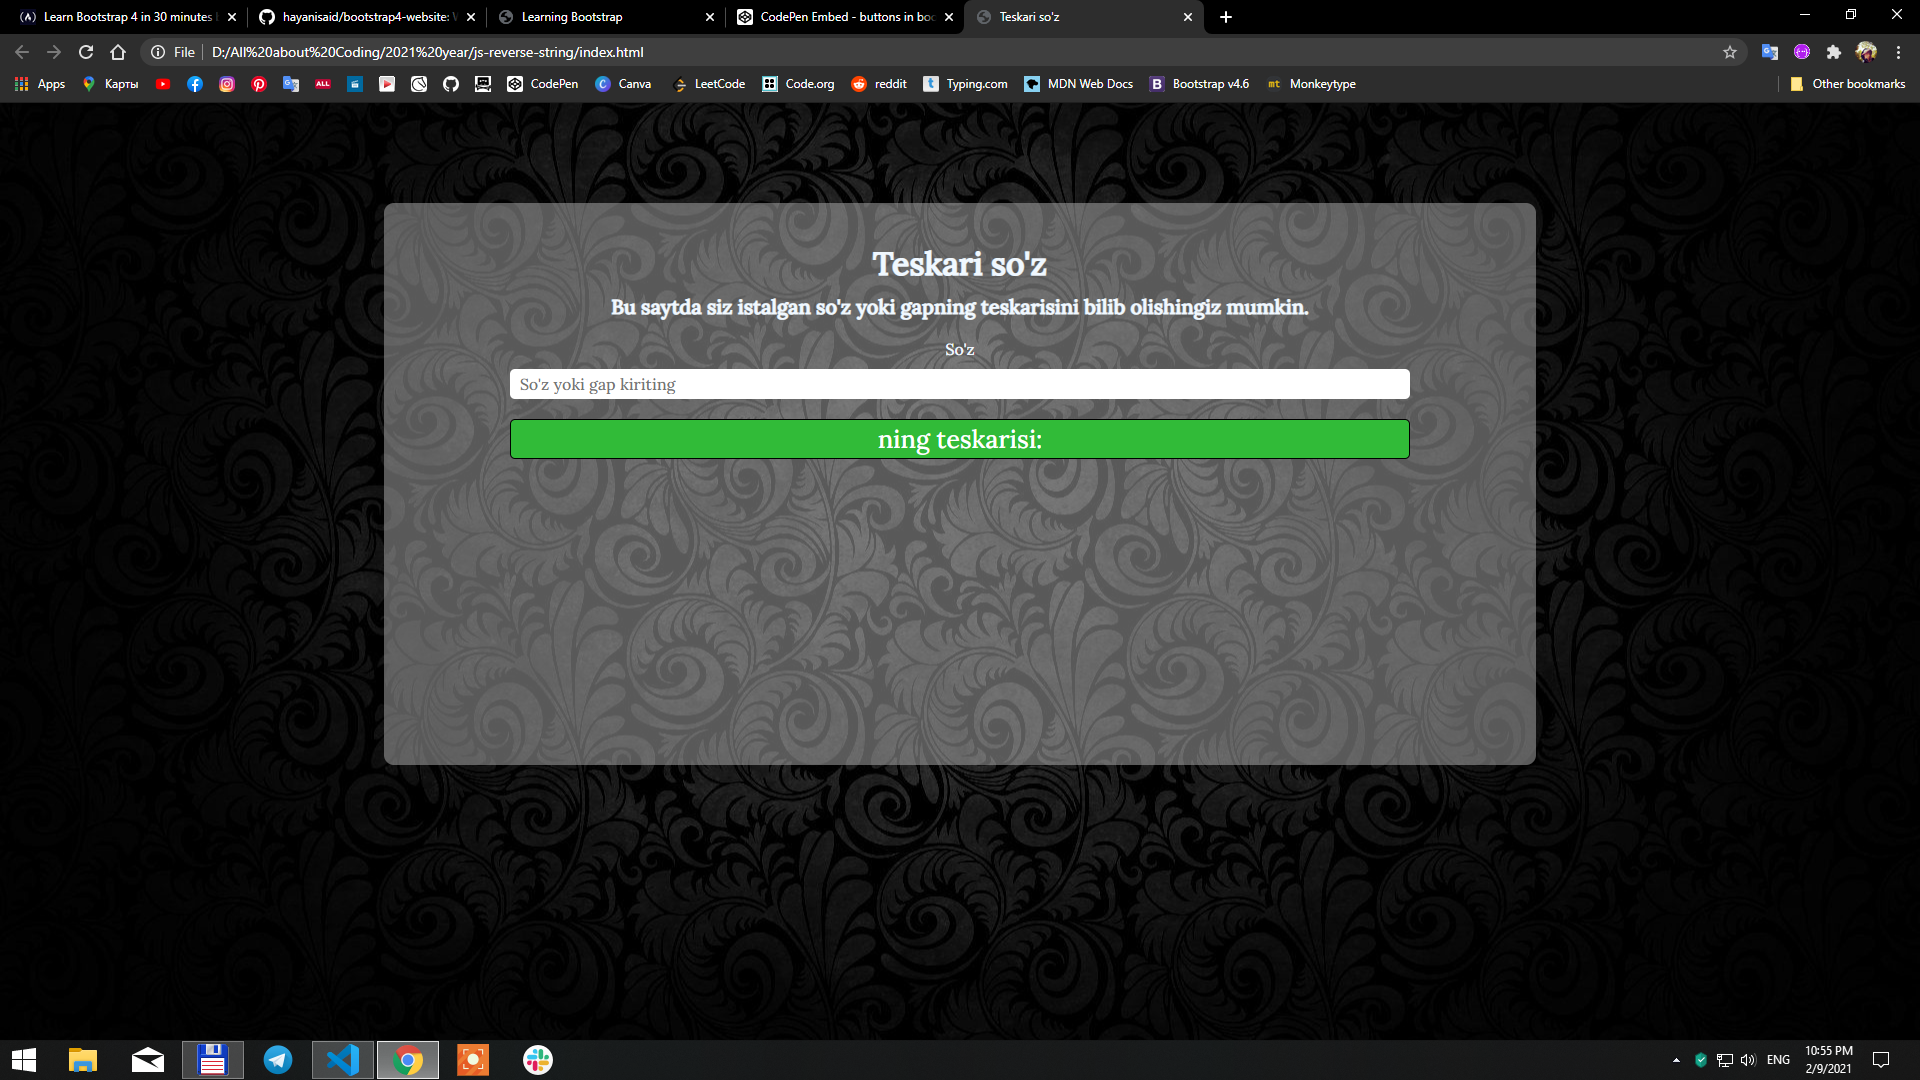 Learn Bootstrap 4 in 30 minutes
hayanisaid/bootstrap4-website:
Learning Bootstrap
CodePen Embed - buttons in
Teskari so'z
File
D:/All%20about%20Coding/2021%20year/js-reverse-string/index.html
Apps
Карты
ALL
CodePen
Canva
LeetCode
Code.org
reddit
Typing.com
MDN Web Docs
B Bootstrap v4.6
mt Monkeytype
Other bookmarks
Teskari so'z
Bu saytda siz istalgan so'z yoki gapning teskarisini bilib olishingiz mumkin.
So'z
So'z yoki gap kiriting
ning teskarisi:
ENG
10:55 PM
2/9/2021